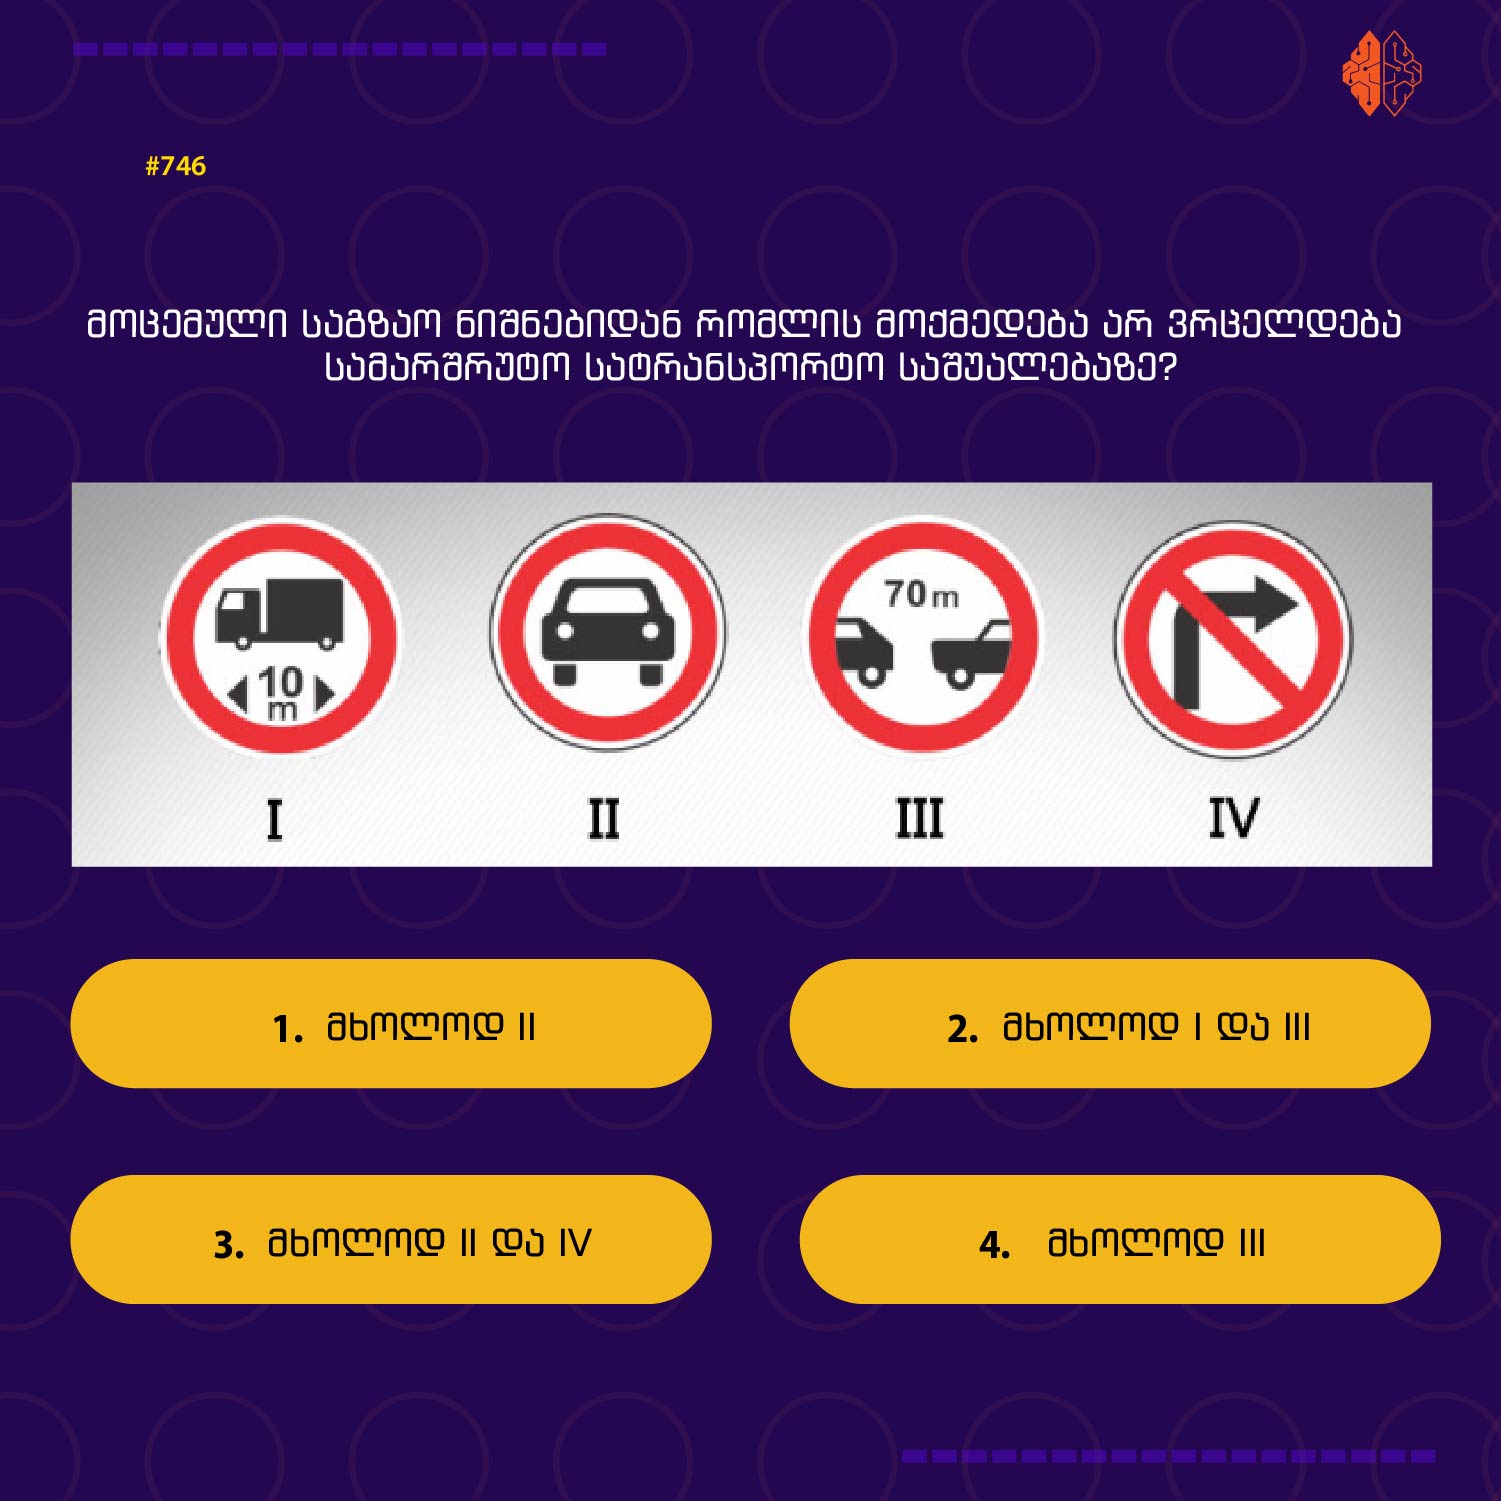 #746
მოცემული საგზაო ნიშნებიდან რომლის მოქმედება არ ვრცელდება
სამარშრუტო სატრანსპორტო საშუალებაზე?
10
m
70 m
I
II
III
IV
1. მხოლოდ II
2. მხოლოდ I და III
3. მხოლოდ II და IV
4. მხოლოდ III